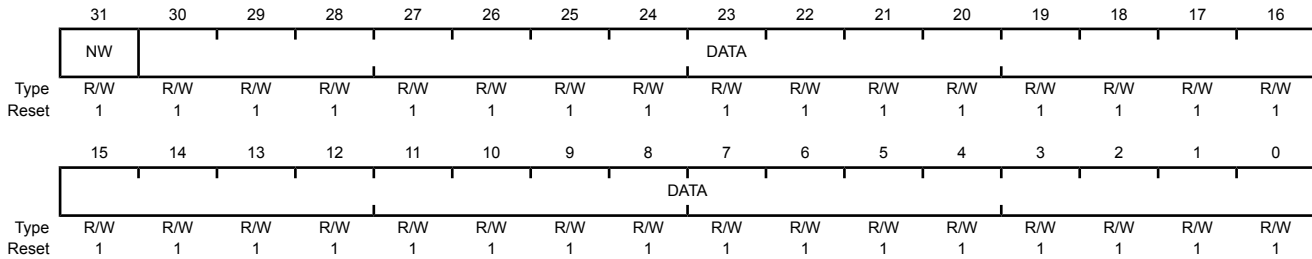 31 30 29 28 27 26 25 24 23 22 21 20 19 18 17 16
NW DATA
Type R/W R/W R/W R/W R/W R/W R/W R/W R/W R/W R/W R/W R/W R/W R/W R/W
Reset 1 1 1 1 1 1 1 1 1 1 1 1 1 1 1 1
15 14 13 12 11 10 9 8 7 6 5 4 3 2 1 0
DATA
Type R/W R/W R/W R/W R/W R/W R/W R/W R/W R/W R/W R/W R/W R/W R/W R/W
Reset 1 1 1 1 1 1 1 1 1 1 1 1 1 1 1 1